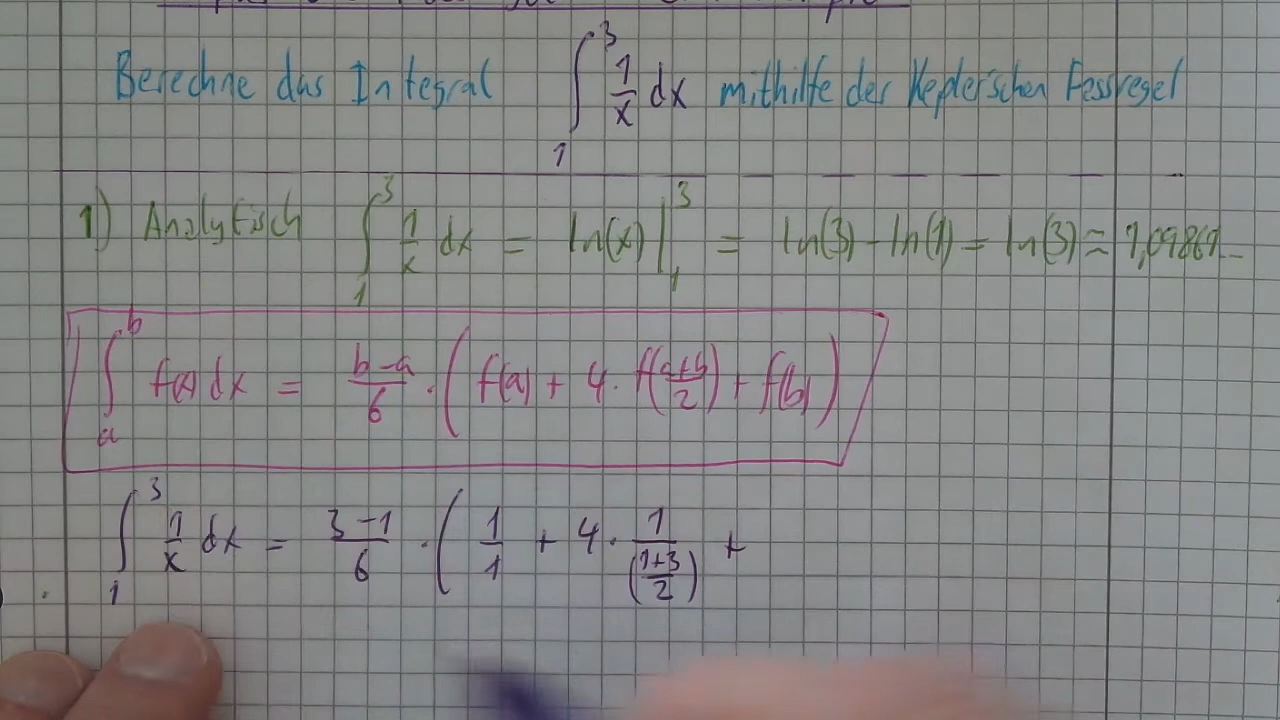 Berechne das Integral ∫₁³ 1/x dx mithilfe der Kepler'schen Fassregel
1) Analytisch ∫₁³ 1/x dx = ln(x)|₁³ = ln(3) - ln(1) = ln(3) ≈ 1,09861...
∫ₐᵇ f(x) dx = (b-a)/6 · (f(a) + 4 · f((a+b)/2) + f(b))
∫₁³ 1/x dx = (3-1)/6 · ( 1/1 + 4 · 1/((1+3)/2) +